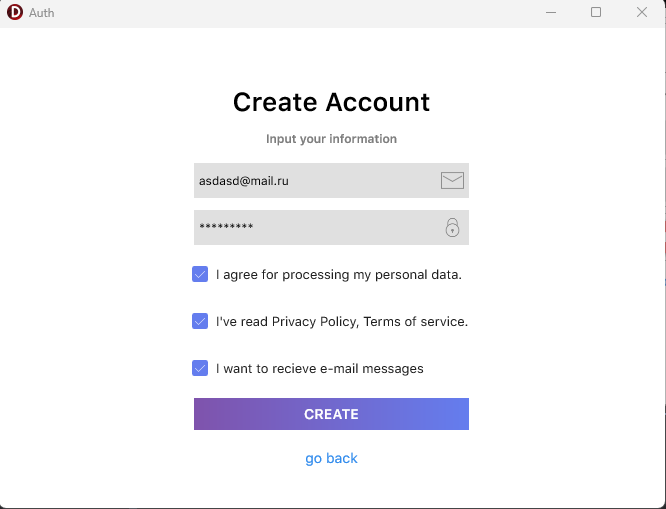 D Auth
Create Account
Input your information
asdasd@mail.ru
*********
I agree for processing my personal data.
I've read Privacy Policy, Terms of service.
I want to recieve e-mail messages
CREATE
go back